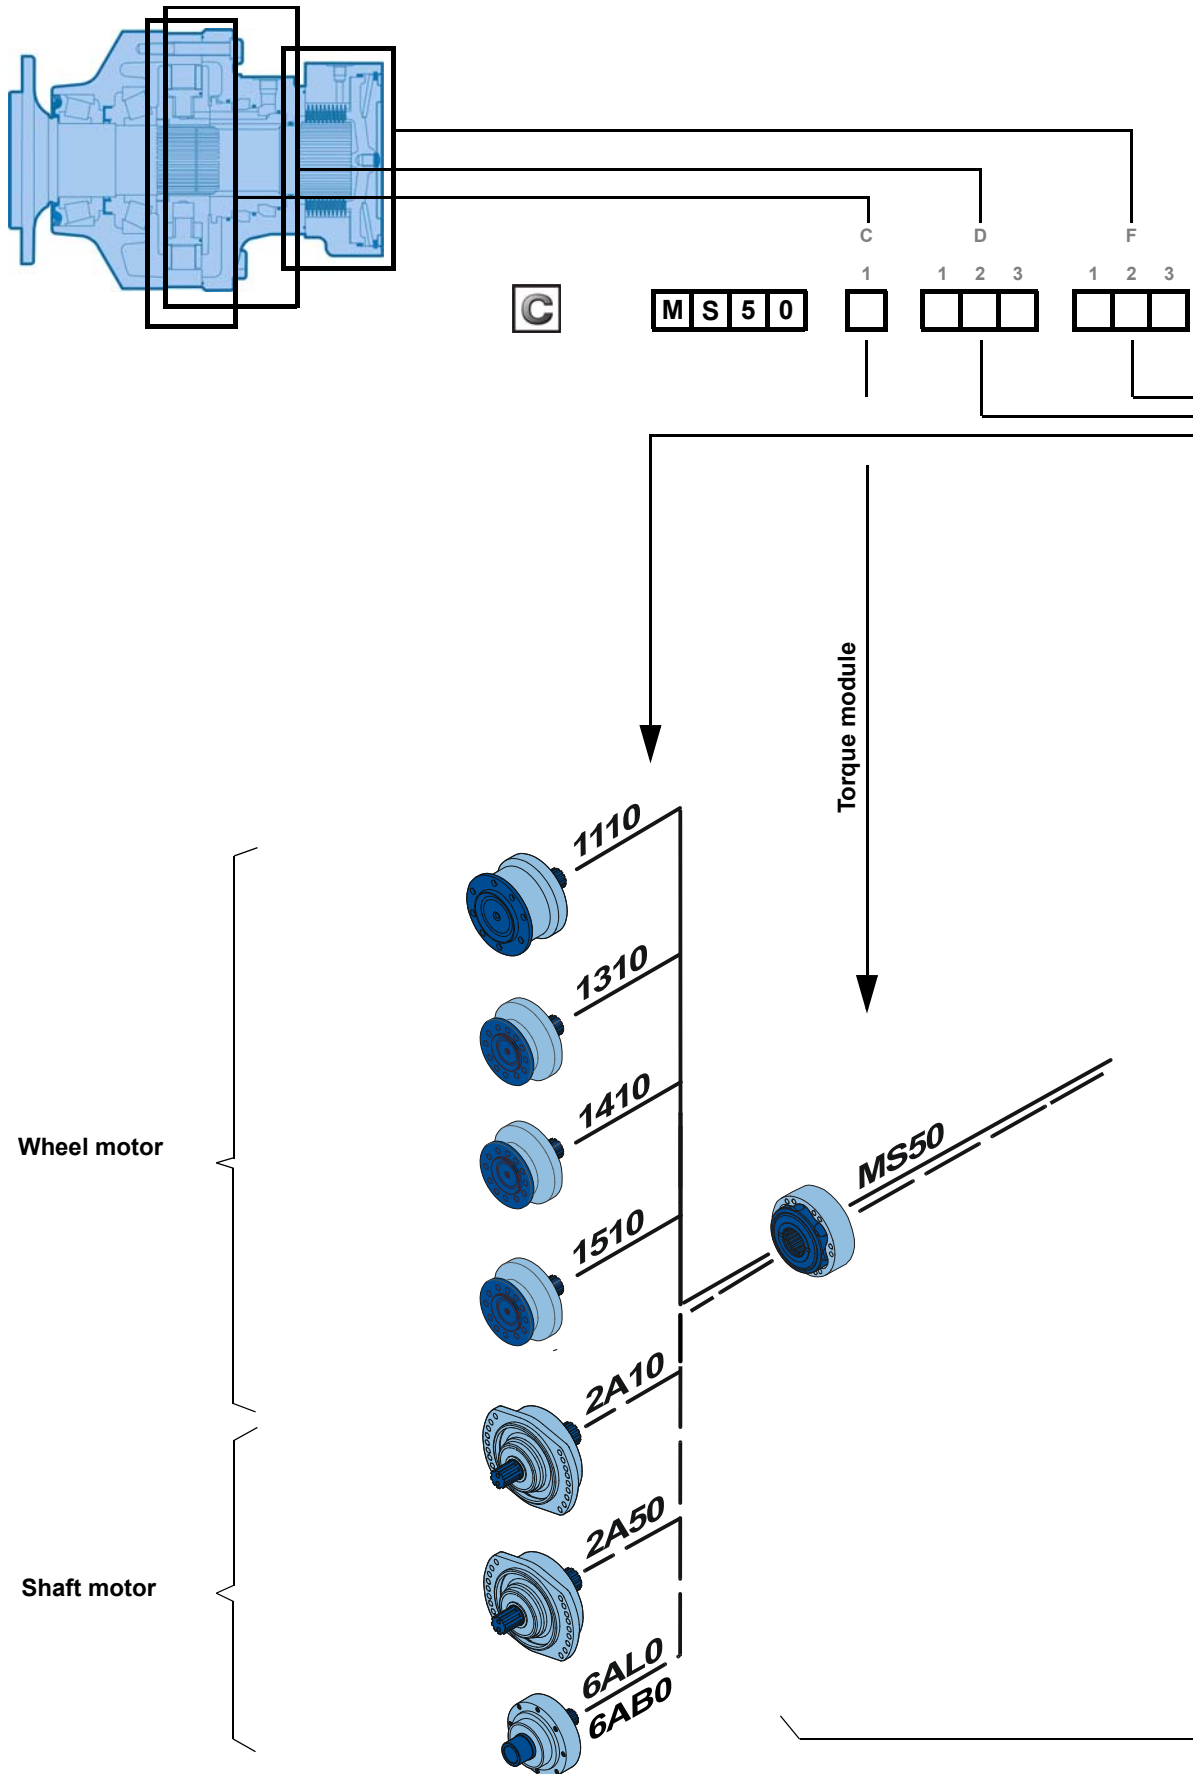 C D F
1 1 2 3 1 2 3
C M S 5 0
Torque module
1110
1310
1410
Wheel motor
MS50
1510
2A10
2A50
Shaft motor
6AL0
6AB0